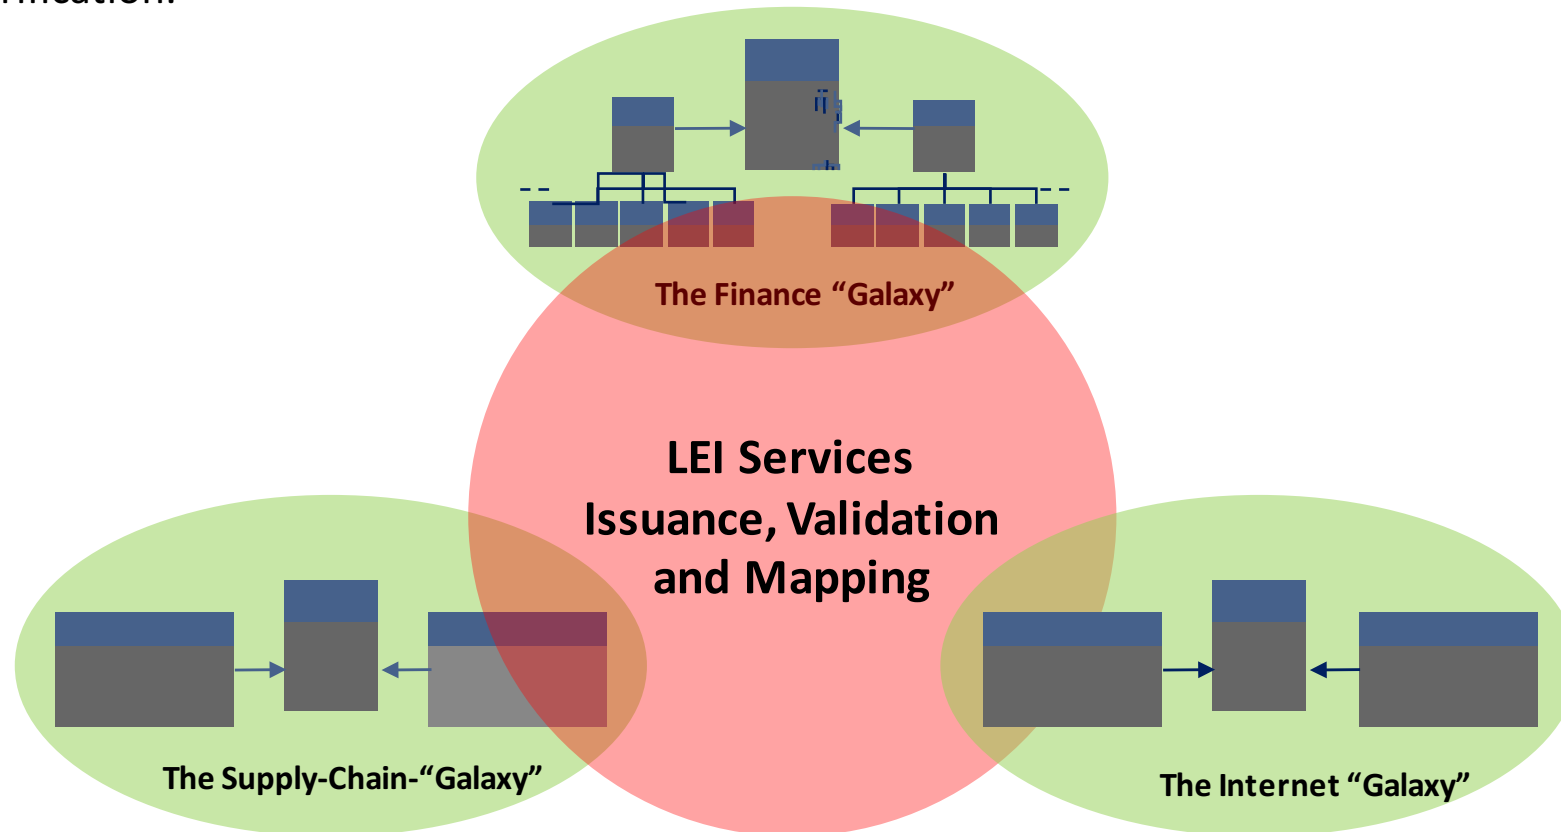 The Finance “Galaxy”
LEI Services
Issuance, Validation
and Mapping
The Supply-Chain-“Galaxy”
The Internet “Galaxy”